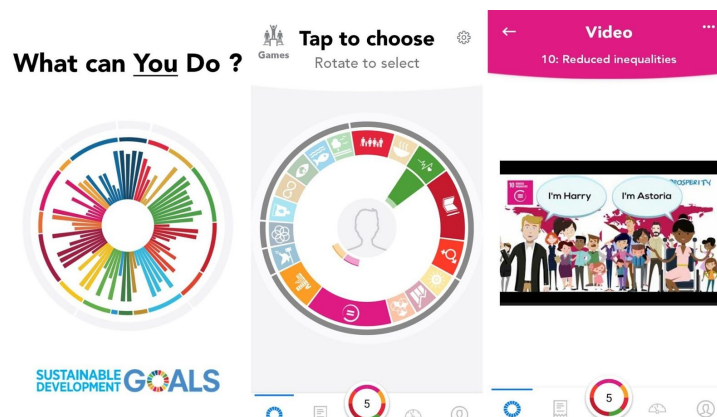 What can You Do ?
SUSTAINABLE
DEVELOPMENT
GOALS
Games
Tap to choose
Rotate to select
5
Video
10: Reduced inequalities
10
PROSPERITY
I'm Harry
I'm Astoria
5